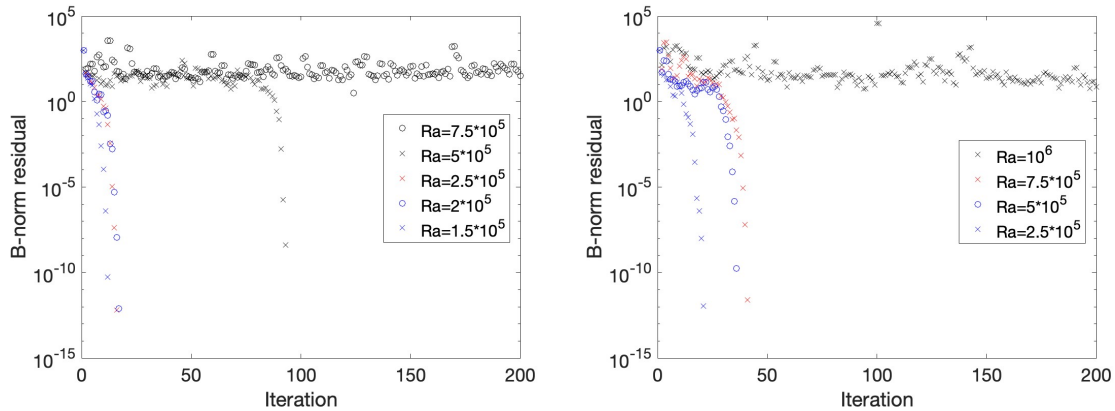 10^5
10^0
10^-5
10^-10
10^-15
B-norm residual
0 50 100 150 200
Iteration
Ra=7.5*10^5
Ra=5*10^5
Ra=2.5*10^5
Ra=2*10^5
Ra=1.5*10^5
10^5
10^0
10^-5
10^-10
10^-15
B-norm residual
0 50 100 150 200
Iteration
Ra=10^6
Ra=7.5*10^5
Ra=5*10^5
Ra=2.5*10^5